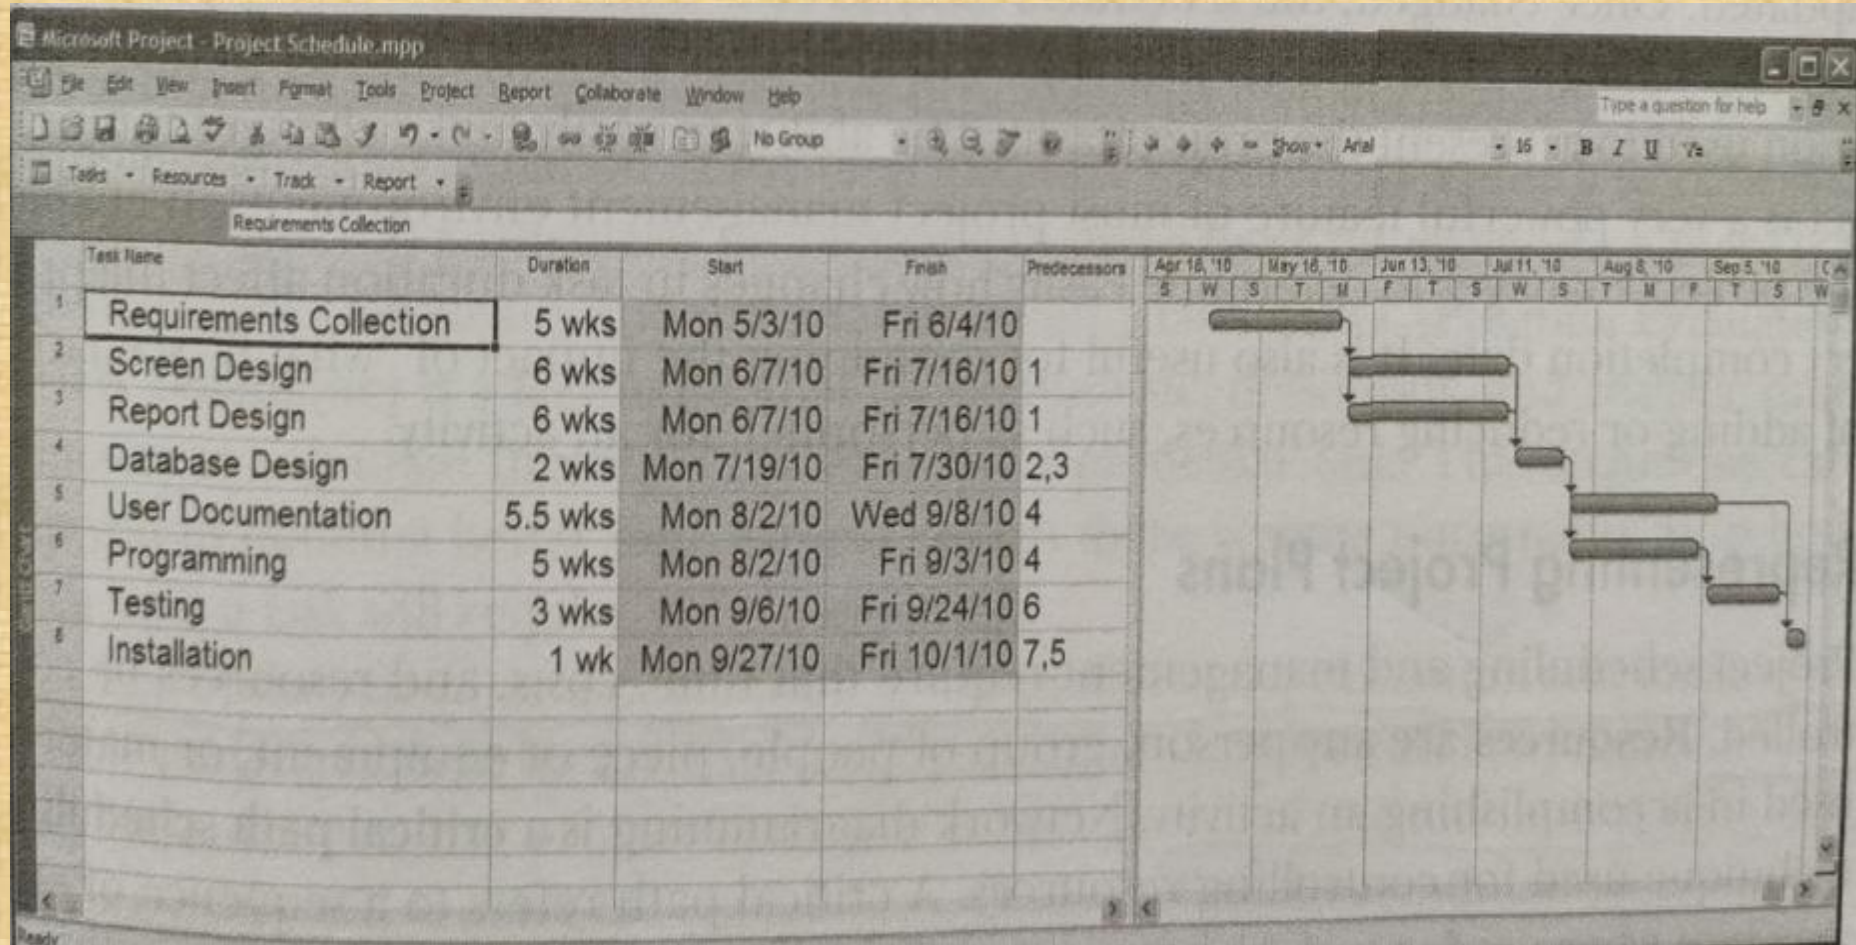 Microsoft Project - Project Schedule.mpp
File Edit View Insert Format Tools Project Report Collaborate Window Help
Type a question for help
No Group Show Arial 16 B I U
Tasks Resources Track Report
Requirements Collection
Task Name Duration Start Finish Predecessors Apr 18, '10 May 16, '10 Jun 13, '10 Jul 11, '10 Aug 8, '10 Sep 5, '10
S W S T M F T S W S T M F T S W
1 Requirements Collection 5 wks Mon 5/3/10 Fri 6/4/10
2 Screen Design 6 wks Mon 6/7/10 Fri 7/16/10 1
3 Report Design 6 wks Mon 6/7/10 Fri 7/16/10 1
4 Database Design 2 wks Mon 7/19/10 Fri 7/30/10 2,3
5 User Documentation 5.5 wks Mon 8/2/10 Wed 9/8/10 4
6 Programming 5 wks Mon 8/2/10 Fri 9/3/10 4
7 Testing 3 wks Mon 9/6/10 Fri 9/24/10 6
8 Installation 1 wk Mon 9/27/10 Fri 10/1/10 7,5
Ready